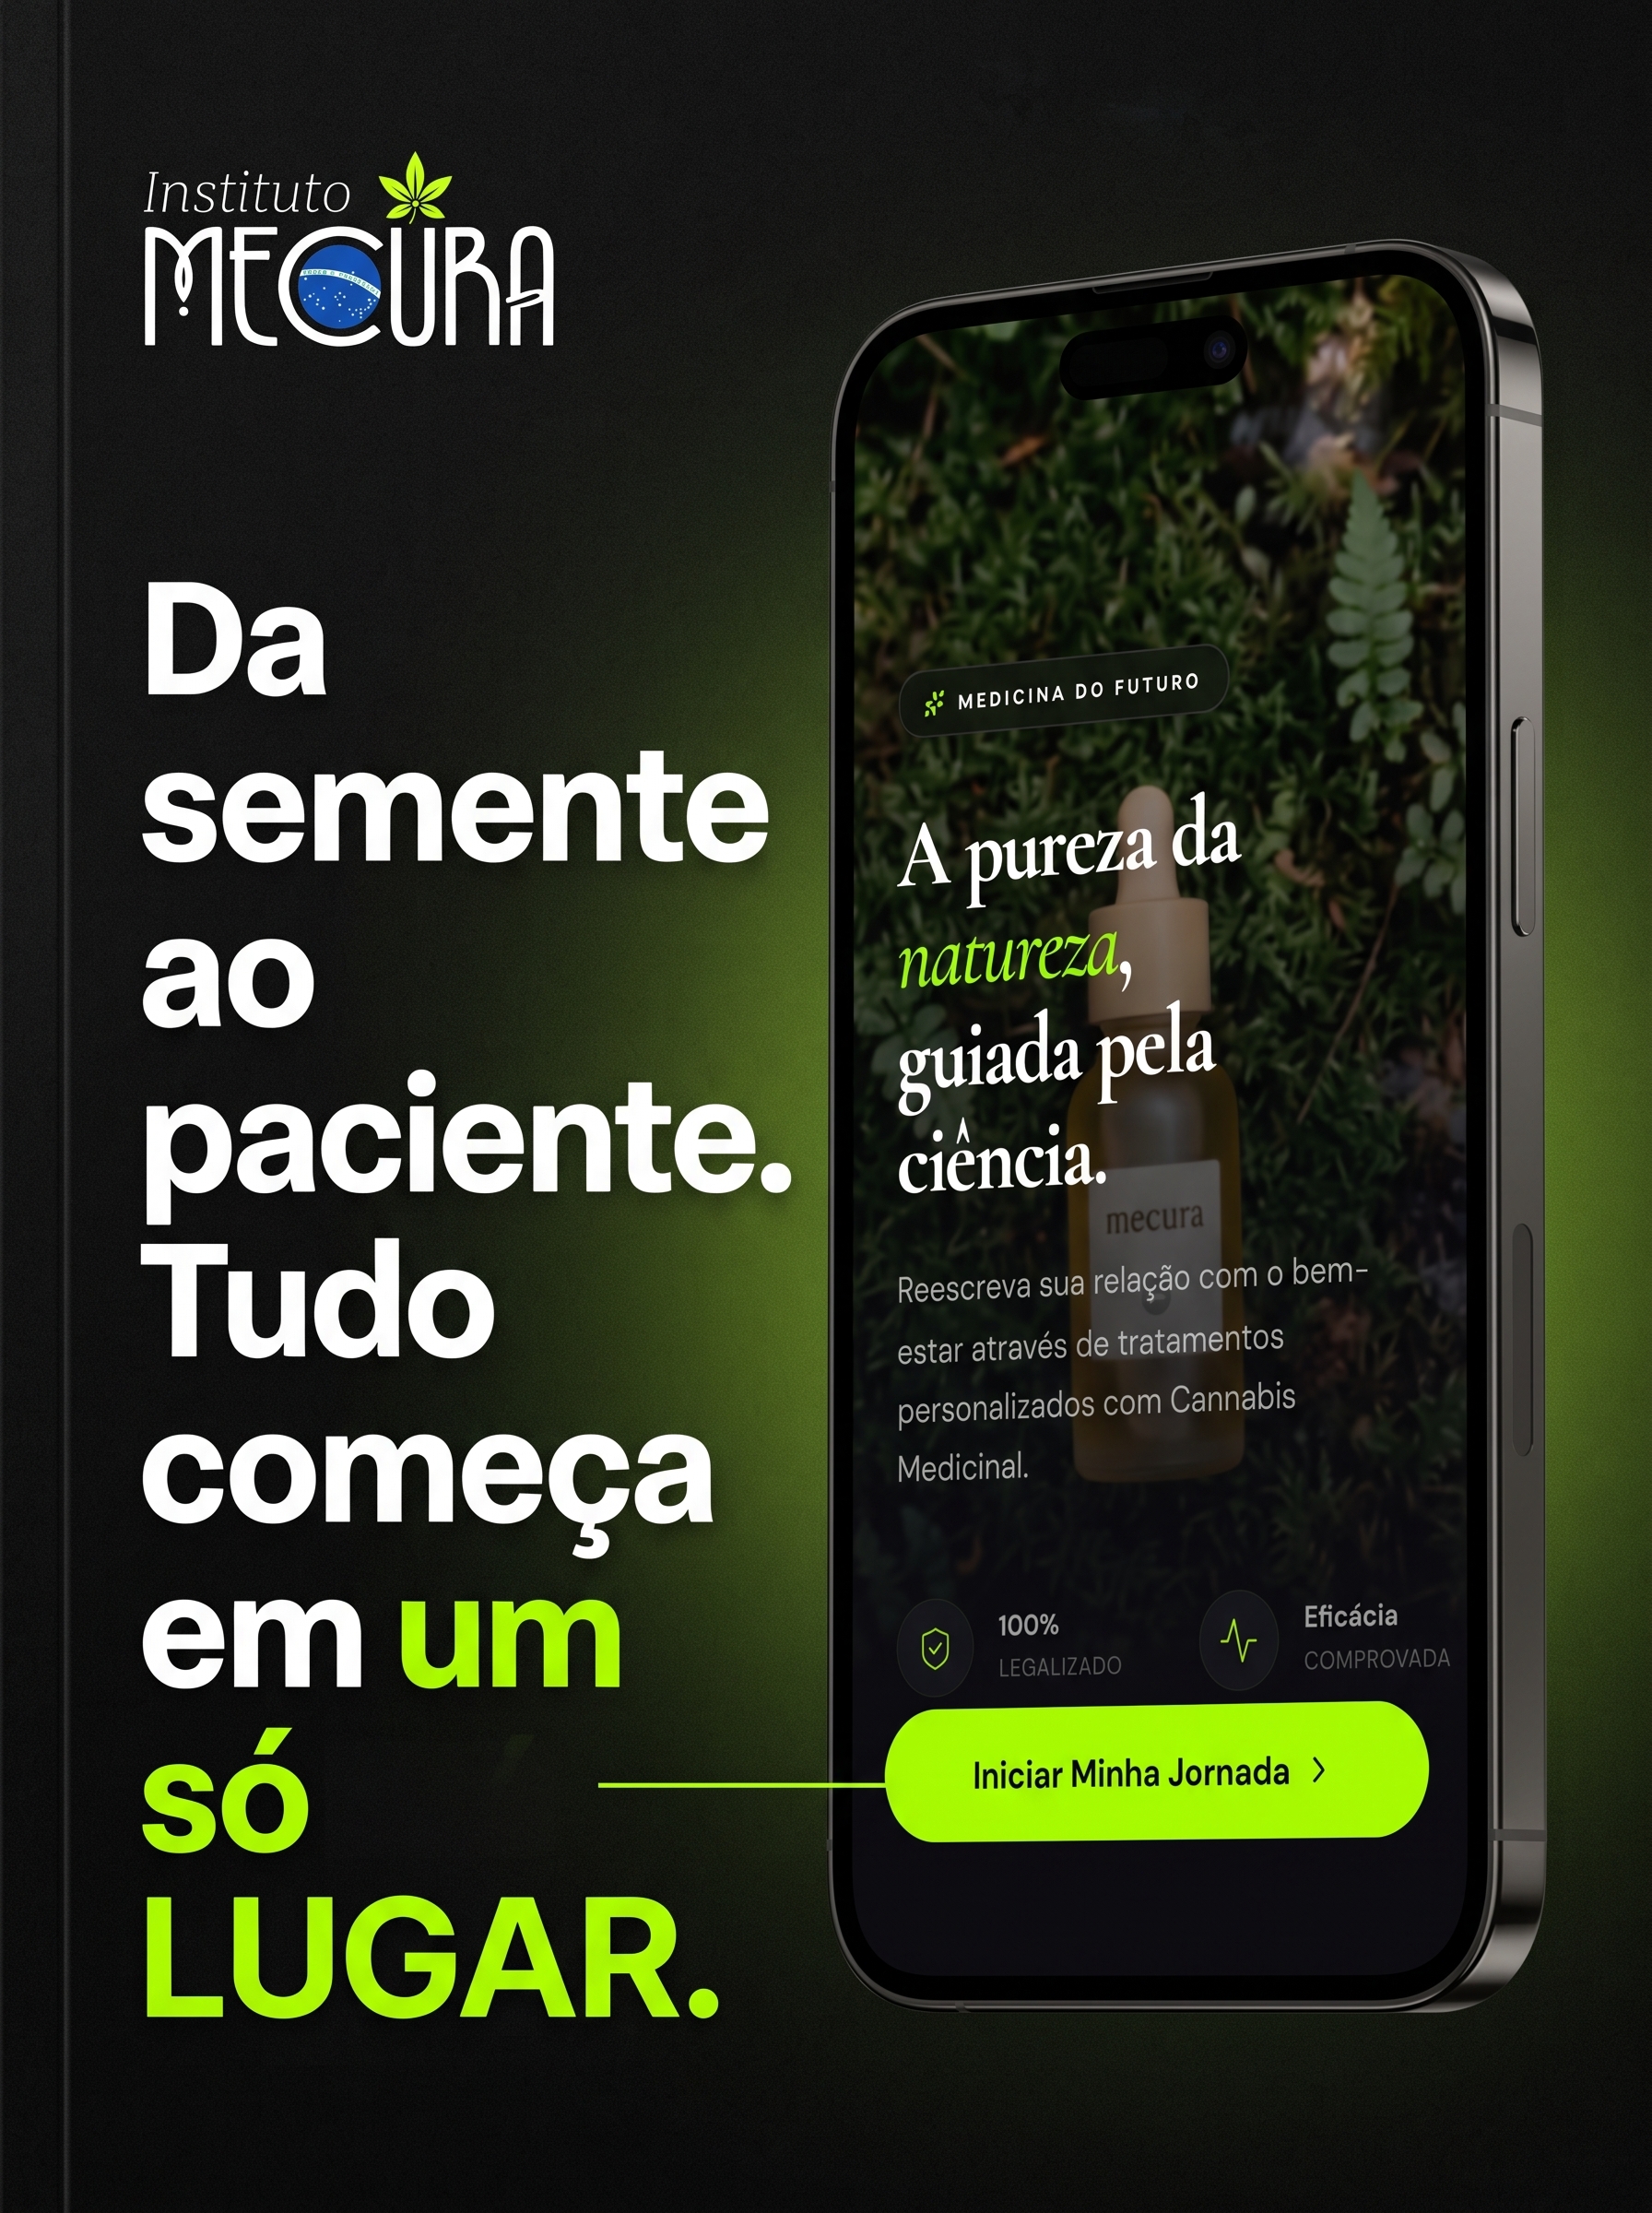 Instituto
MECURA
Da
semente
ao
paciente.
Tudo
começa
em um
só
LUGAR.
MEDICINA DO FUTURO
A pureza da
natureza,
guiada pela
ciência.
mecura
Reescreva sua relação com o bem-
estar através de tratamentos
personalizados com Cannabis
Medicinal.
100%
LEGALIZADO
Eficácia
COMPROVADA
Iniciar Minha Jornada